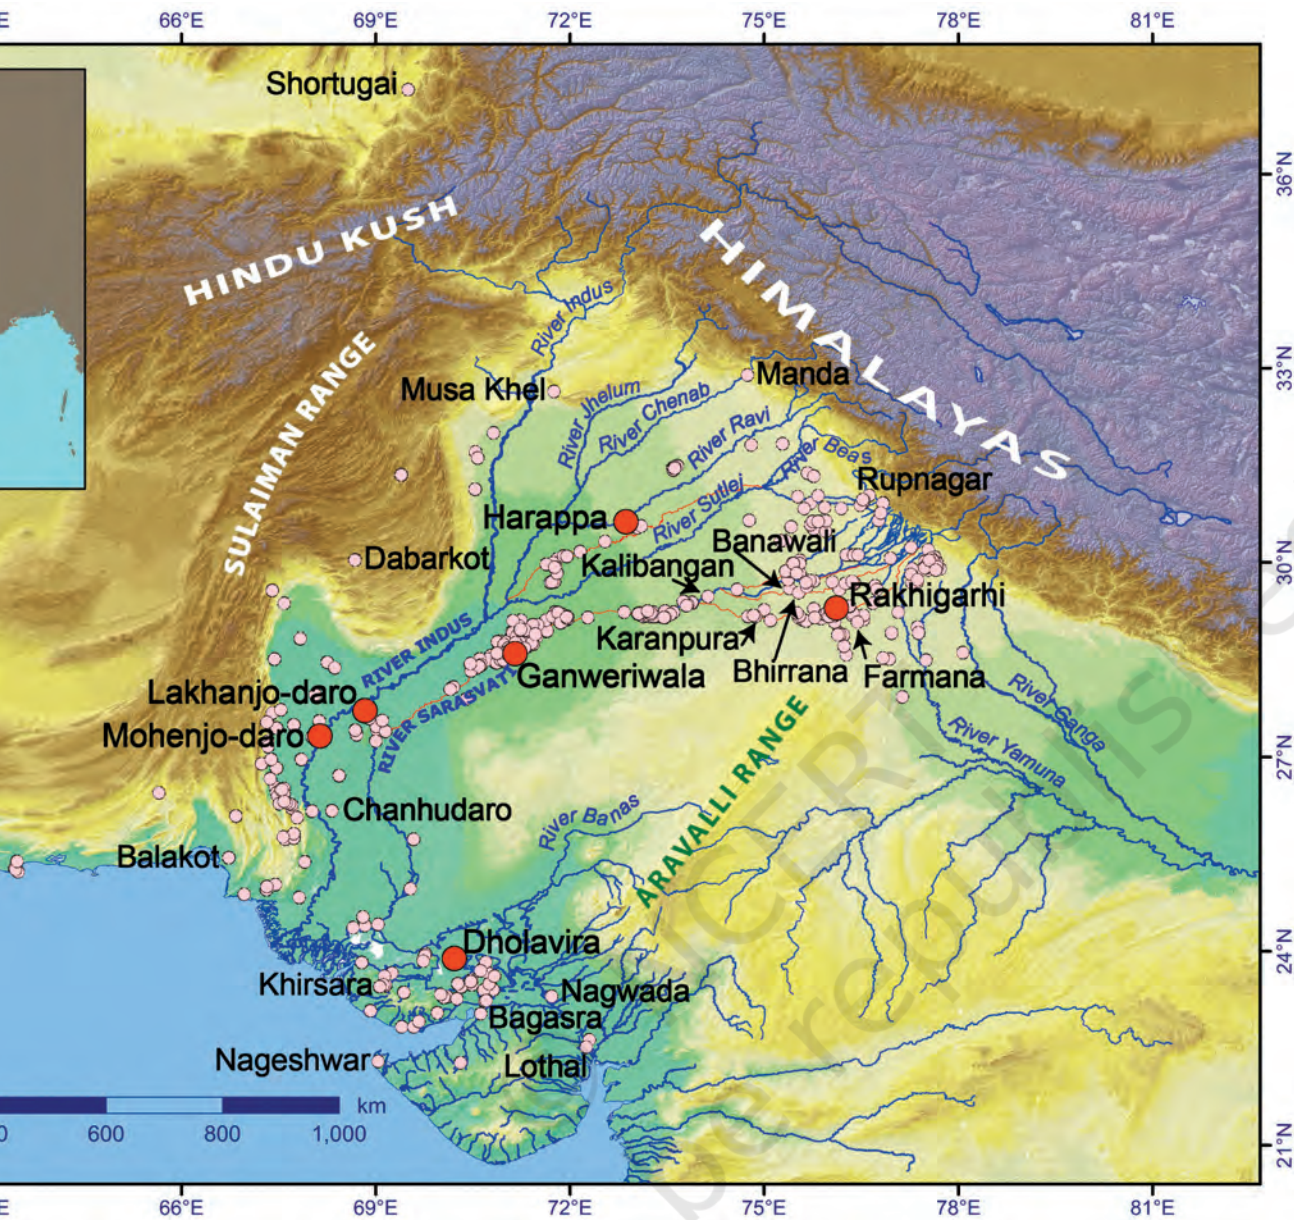 E
66°E
69°E
72°E
75°E
78°E
81°E
Shortugai
36°N
HINDU KUSH
HIMALAYAS
River Indus
SULAIMAN RANGE
33°N
Musa Khel
Manda
River Jhelum
River Chenab
River Ravi
River Beas
Rupnagar
River Sutlej
Harappa
Banawali
Dabarkot
Kalibangan
30°N
Rakhigarhi
Karanpura
Bhirrana
Farmana
RIVER INDUS
Ganweriwala
Lakhanjo-daro
RIVER SARASVATI
River Ganga
Mohenjo-daro
River Yamuna
27°N
ARAVALLI RANGE
Chanhudaro
River Banas
Balakot
Dholavira
24°N
Khirsara
Nagwada
Bagasra
Nageshwar
Lothal
km
0
600
800
1,000
21°N
E
66°E
69°E
72°E
75°E
78°E
81°E
NCERT
be republis